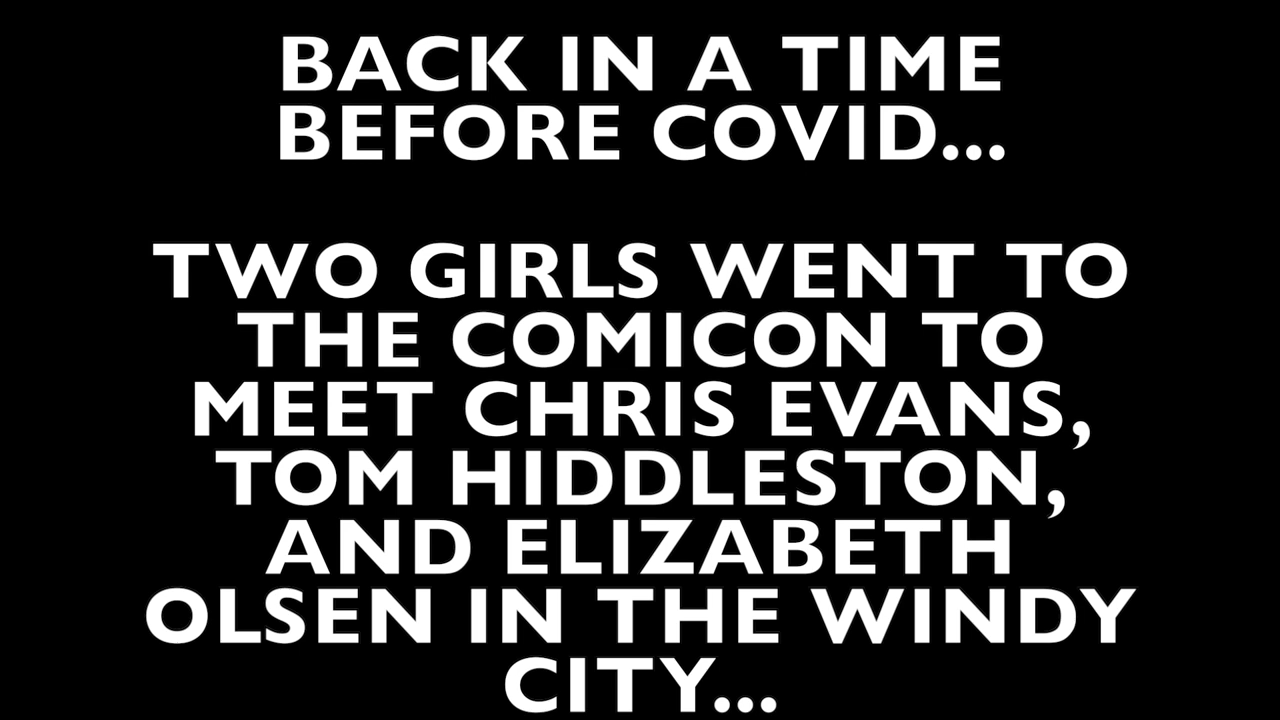 BACK IN A TIME
BEFORE COVID...
TWO GIRLS WENT TO
THE COMICON TO
MEET CHRIS EVANS,
TOM HIDDLESTON,
AND ELIZABETH
OLSEN IN THE WINDY
CITY...